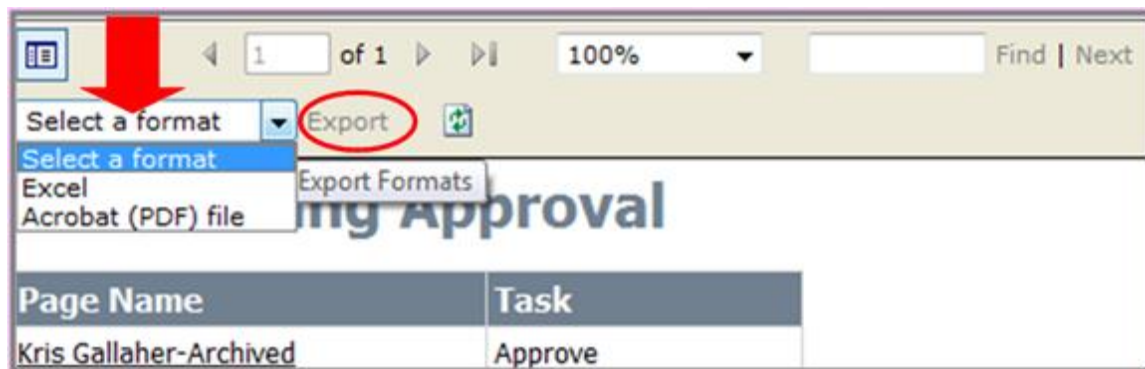 1 of 1 100% Find | Next
Select a format Export
Select a format
Excel
Export Formats
Acrobat (PDF) file
ing Approval
Page Name Task
Kris Gallaher-Archived Approve